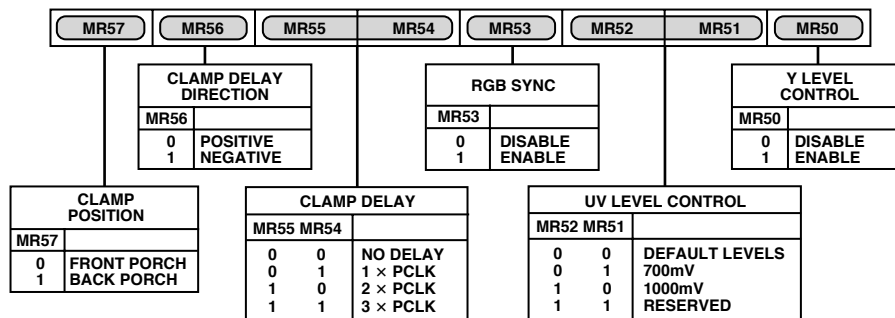 MR57 MR56 MR55 MR54 MR53 MR52 MR51 MR50
CLAMP DELAY
DIRECTION
MR56
0 POSITIVE
1 NEGATIVE
RGB SYNC
MR53
0 DISABLE
1 ENABLE
Y LEVEL
CONTROL
MR50
0 DISABLE
1 ENABLE
CLAMP
POSITION
MR57
0 FRONT PORCH
1 BACK PORCH
CLAMP DELAY
MR55 MR54
0 0 NO DELAY
0 1 1 × PCLK
1 0 2 × PCLK
1 1 3 × PCLK
UV LEVEL CONTROL
MR52 MR51
0 0 DEFAULT LEVELS
0 1 700mV
1 0 1000mV
1 1 RESERVED